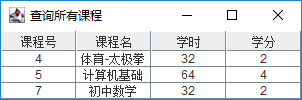 查询所有课程
课程号 课程名 学时 学分
4 体育-太极拳 32 2
5 计算机基础 64 4
7 初中数学 32 2